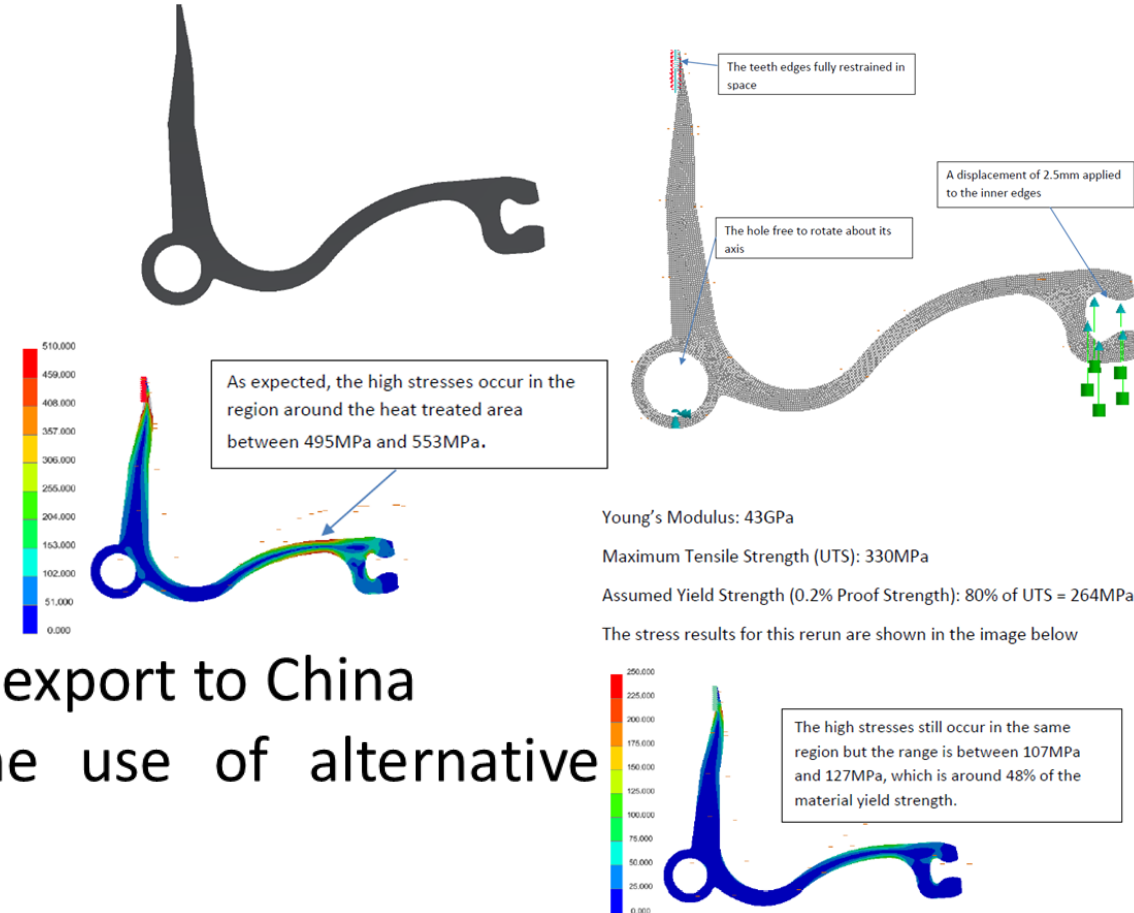 The teeth edges fully restrained in
space
A displacement of 2.5mm applied
to the inner edges
The hole free to rotate about its
axis
510.000
459.000
408.000
357.000
306.000
255.000
204.000
153.000
102.000
51.000
0.000
As expected, the high stresses occur in the
region around the heat treated area
between 495MPa and 553MPa.
Young's Modulus: 43GPa
Maximum Tensile Strength (UTS): 330MPa
Assumed Yield Strength (0.2% Proof Strength): 80% of UTS = 264MPa
The stress results for this rerun are shown in the image below
export to China
use of alternative
250.000
225.000
200.000
175.000
150.000
125.000
100.000
75.000
50.000
25.000
0.000
The high stresses still occur in the same
region but the range is between 107MPa
and 127MPa, which is around 48% of the
material yield strength.